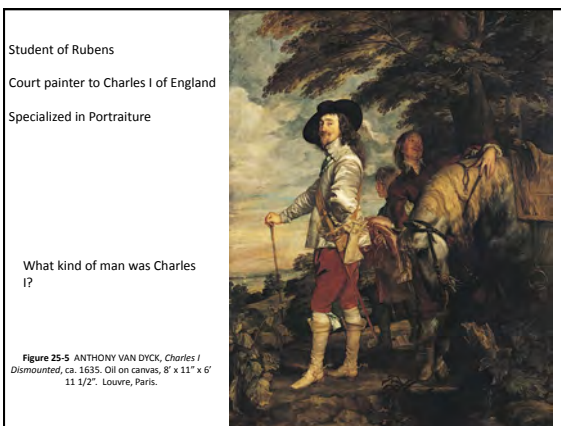 Student of Rubens
Court painter to Charles I of England
Specialized in Portraiture
What kind of man was Charles
I?
Figure 25-5 ANTHONY VAN DYCK, Charles I
Dismounted, ca. 1635. Oil on canvas, 8' x 11" x 6'
11 1/2". Louvre, Paris.